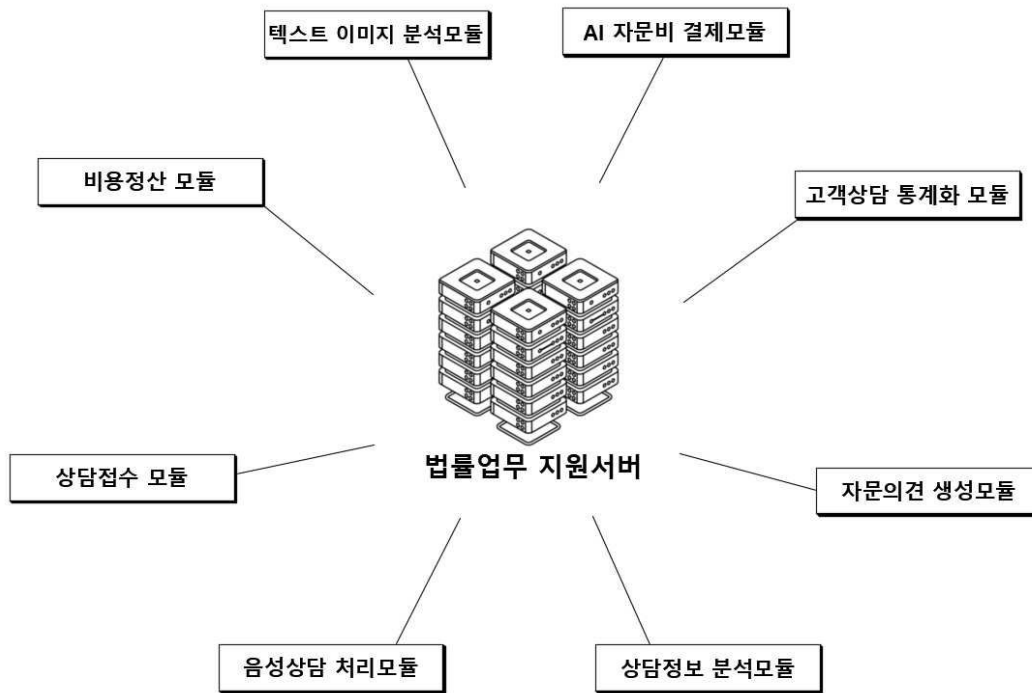 텍스트 이미지 분석모듈
AI 자문비 결제모듈
비용정산 모듈
고객상담 통계화 모듈
법률업무 지원서버
상담접수 모듈
자문의견 생성모듈
음성상담 처리모듈
상담정보 분석모듈